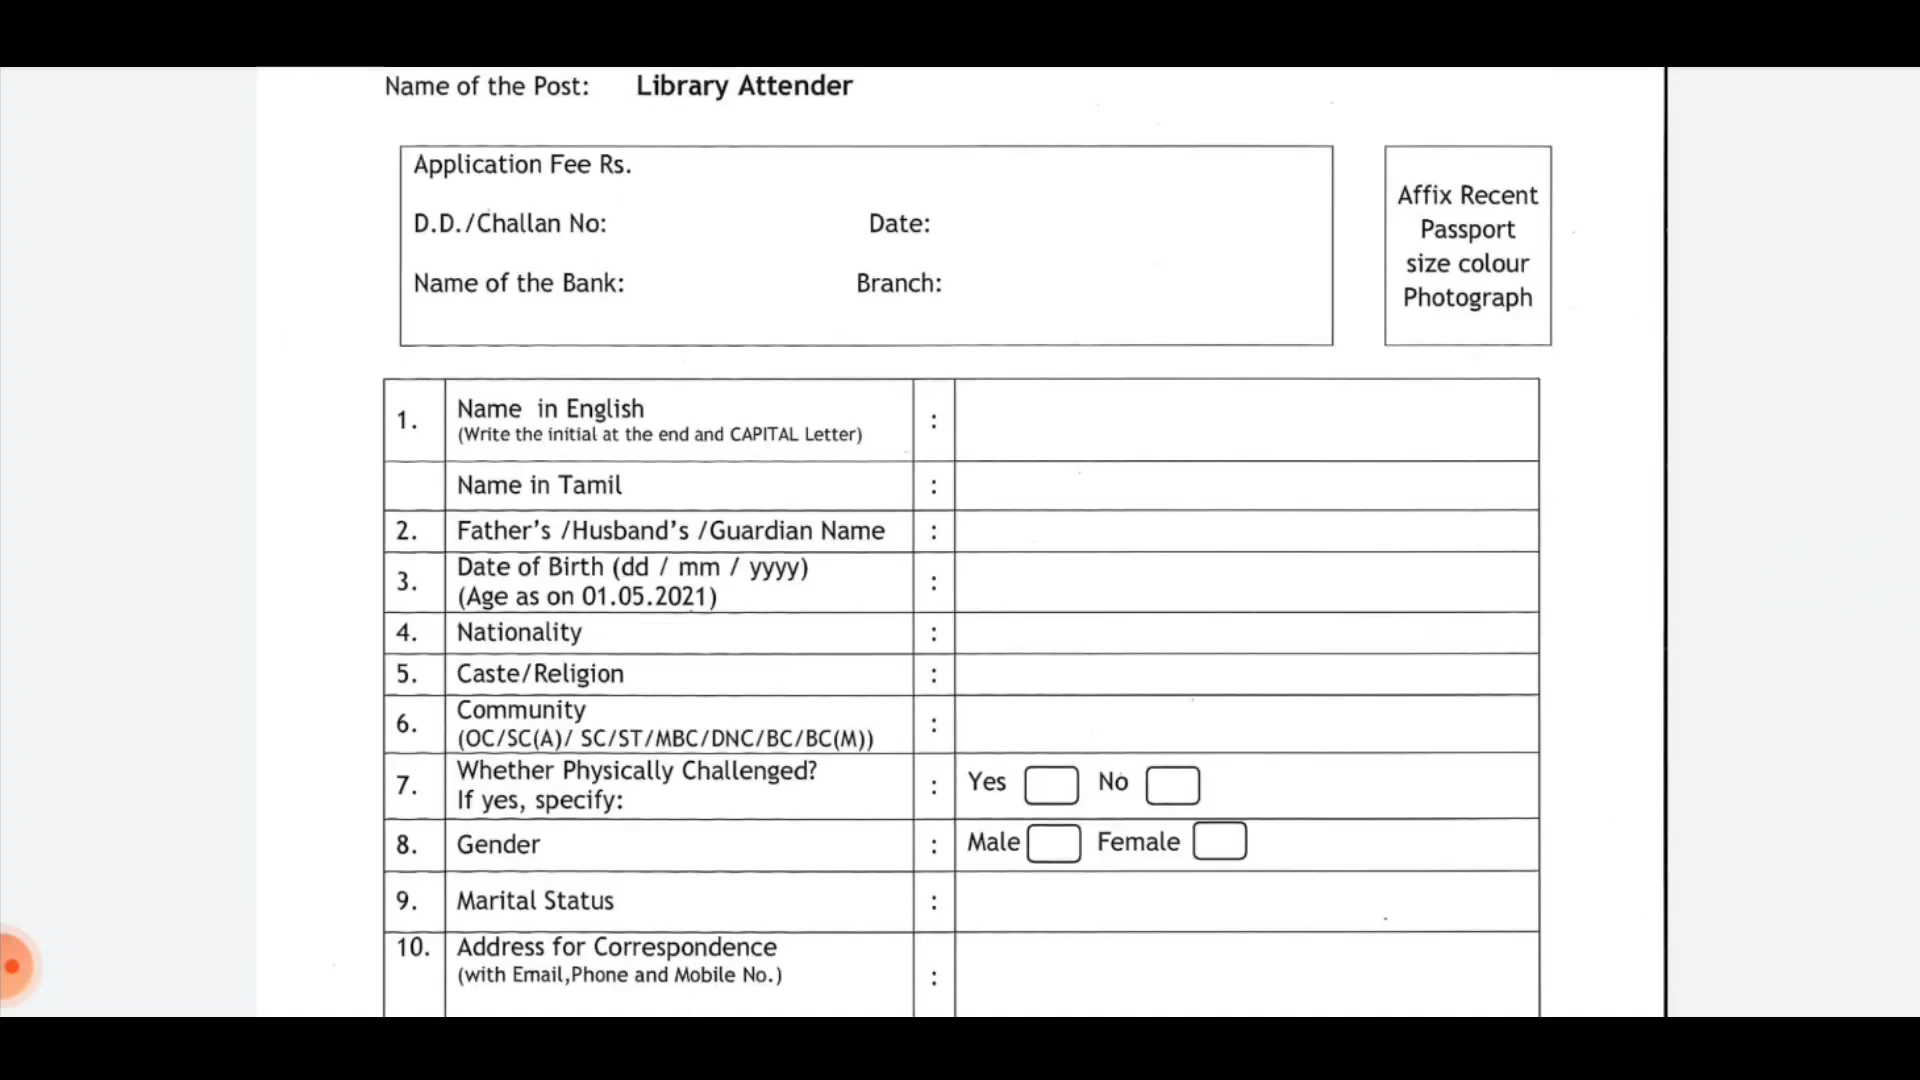 Name of the Post: Library Attender
Application Fee Rs.
D.D./Challan No: Date:
Name of the Bank: Branch:
Affix Recent
Passport
size colour
Photograph
1. Name in English :
(Write the initial at the end and CAPITAL Letter)
Name in Tamil :
2. Father's /Husband's /Guardian Name :
3. Date of Birth (dd / mm / yyyy) :
(Age as on 01.05.2021)
4. Nationality :
5. Caste/Religion :
6. Community :
(OC/SC(A)/ SC/ST/MBC/DNC/BC/BC(M))
7. Whether Physically Challenged? : Yes No
If yes, specify:
8. Gender : Male Female
9. Marital Status :
10. Address for Correspondence
(with Email,Phone and Mobile No.) :